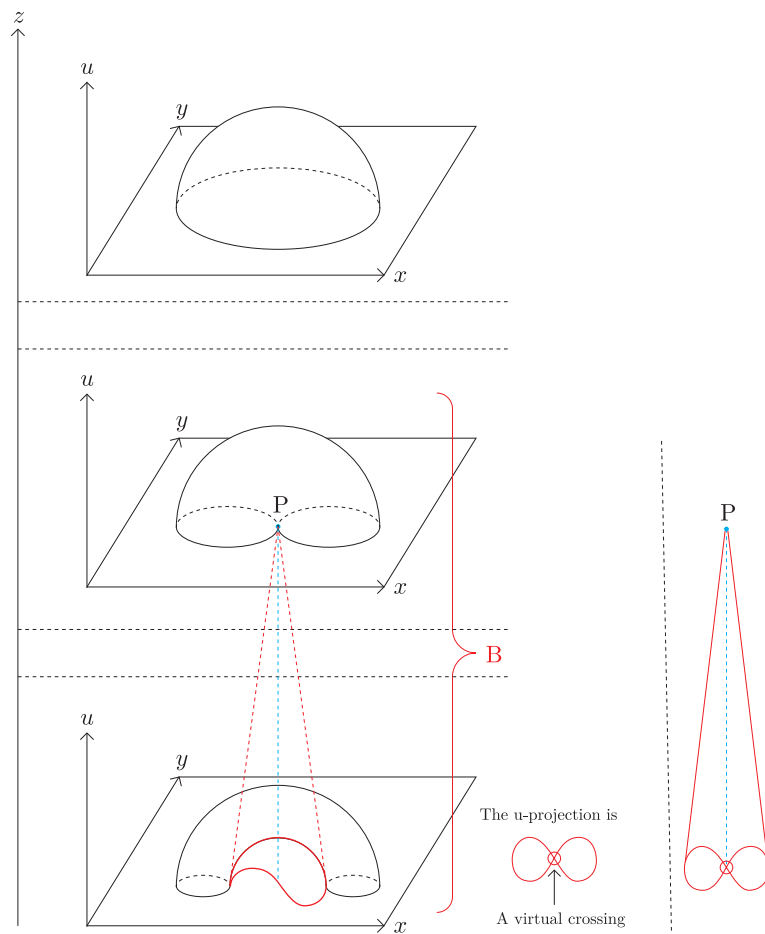 z
u
y
x
u
y
P
x
B
P
u
y
x
The u-projection is
A virtual crossing